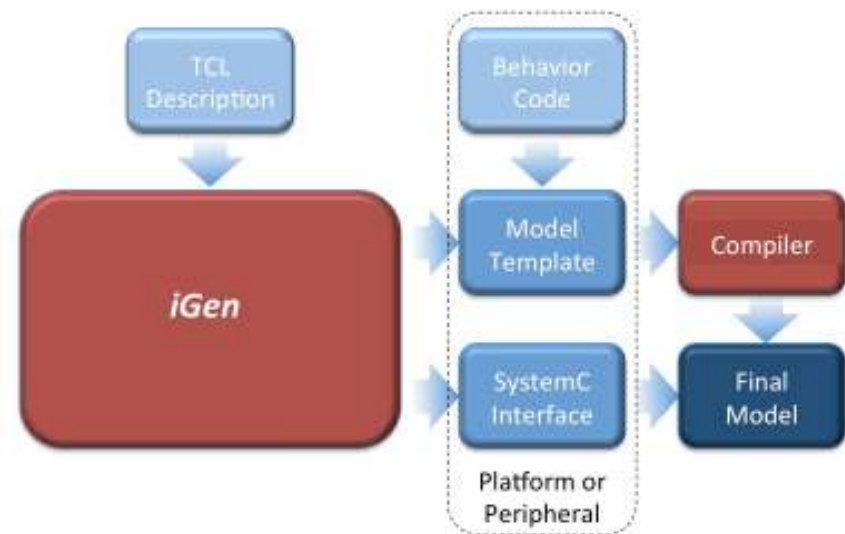 TCL
Description
Behavior
Code
iGen
Model
Template
Compiler
SystemC
Interface
Final
Model
Platform or
Peripheral